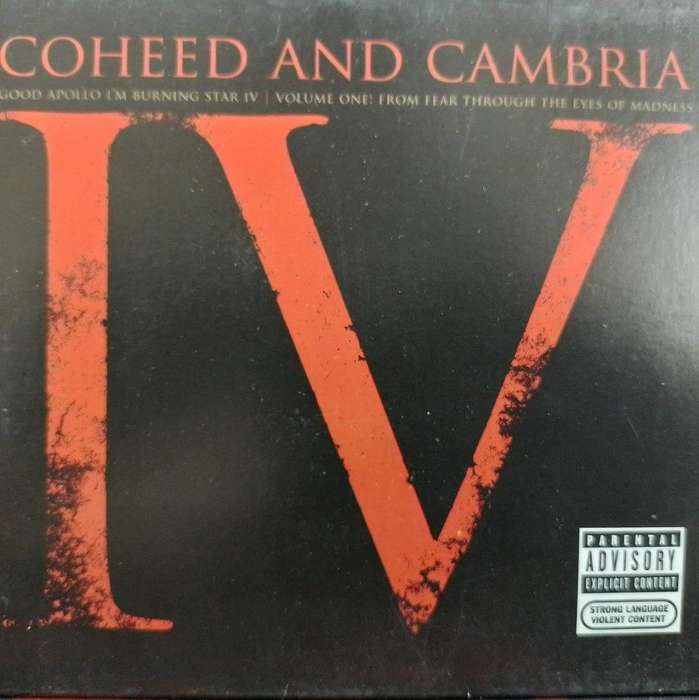 COHEED AND CAMBRIA
GOOD APOLLO I'M BURNING STAR IV | VOLUME ONE: FROM FEAR THROUGH THE EYES OF MADNESS
IV
PARENTAL
ADVISORY
EXPLICIT CONTENT
STRONG LANGUAGE
VIOLENT CONTENT